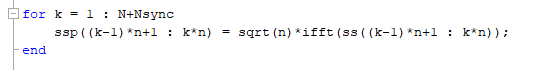 for k = 1 : N+Nsync
ssp((k-1)*n+1 : k*n) = sqrt(n)*ifft(ss((k-1)*n+1 : k*n));
end